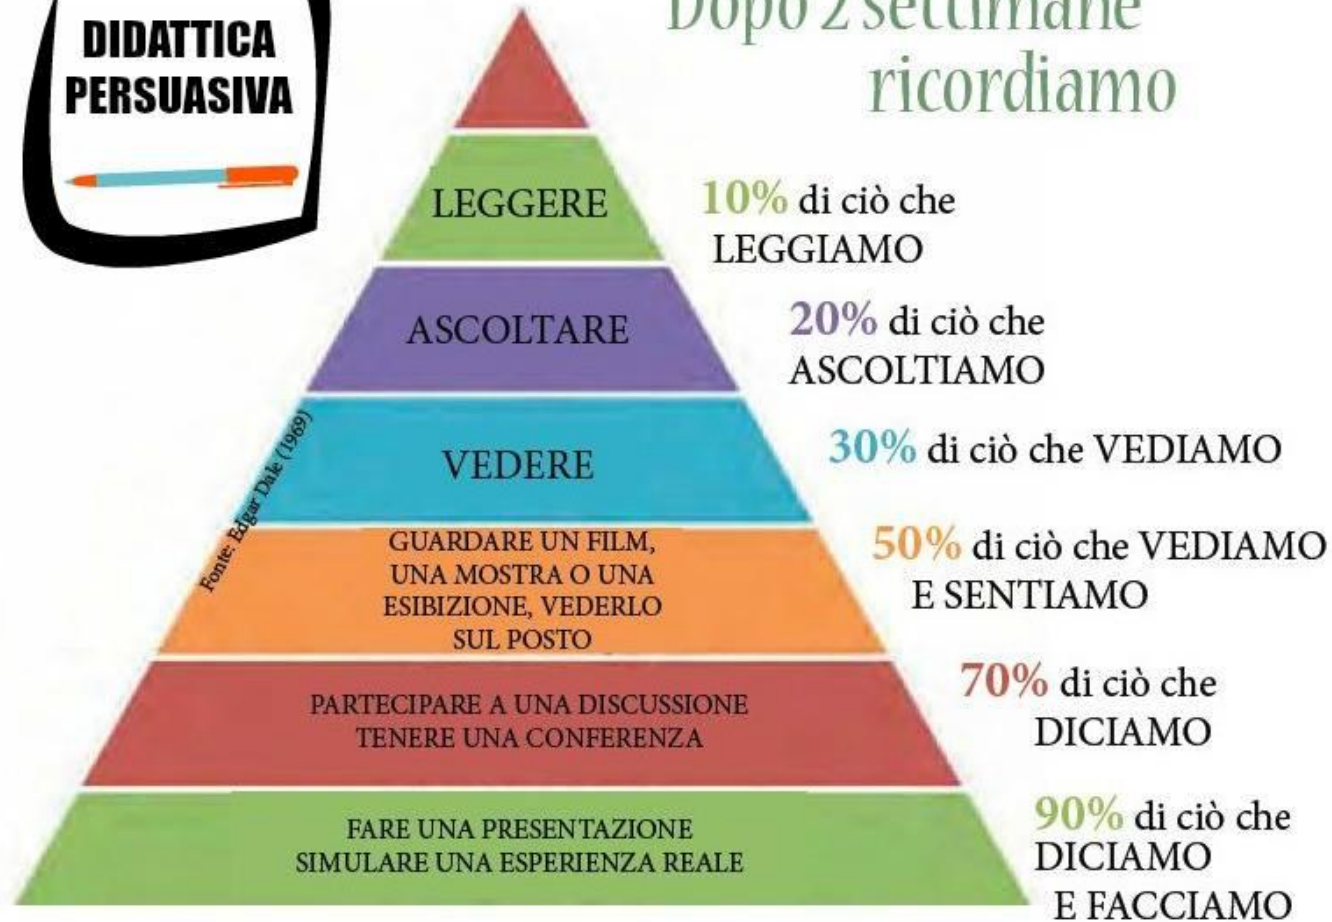 DIDATTICA
PERSUASIVA
Dopo 2 settimane
ricordiamo
LEGGERE
10% di ciò che
LEGGIAMO
ASCOLTARE
20% di ciò che
ASCOLTIAMO
VEDERE
30% di ciò che VEDIAMO
Fonte: Edgar Dale (1969)
GUARDARE UN FILM,
UNA MOSTRA O UNA
ESIBIZIONE, VEDERLO
SUL POSTO
50% di ciò che VEDIAMO
E SENTIAMO
PARTECIPARE A UNA DISCUSSIONE
TENERE UNA CONFERENZA
70% di ciò che
DICIAMO
FARE UNA PRESENTAZIONE
SIMULARE UNA ESPERIENZA REALE
90% di ciò che
DICIAMO
E FACCIAMO